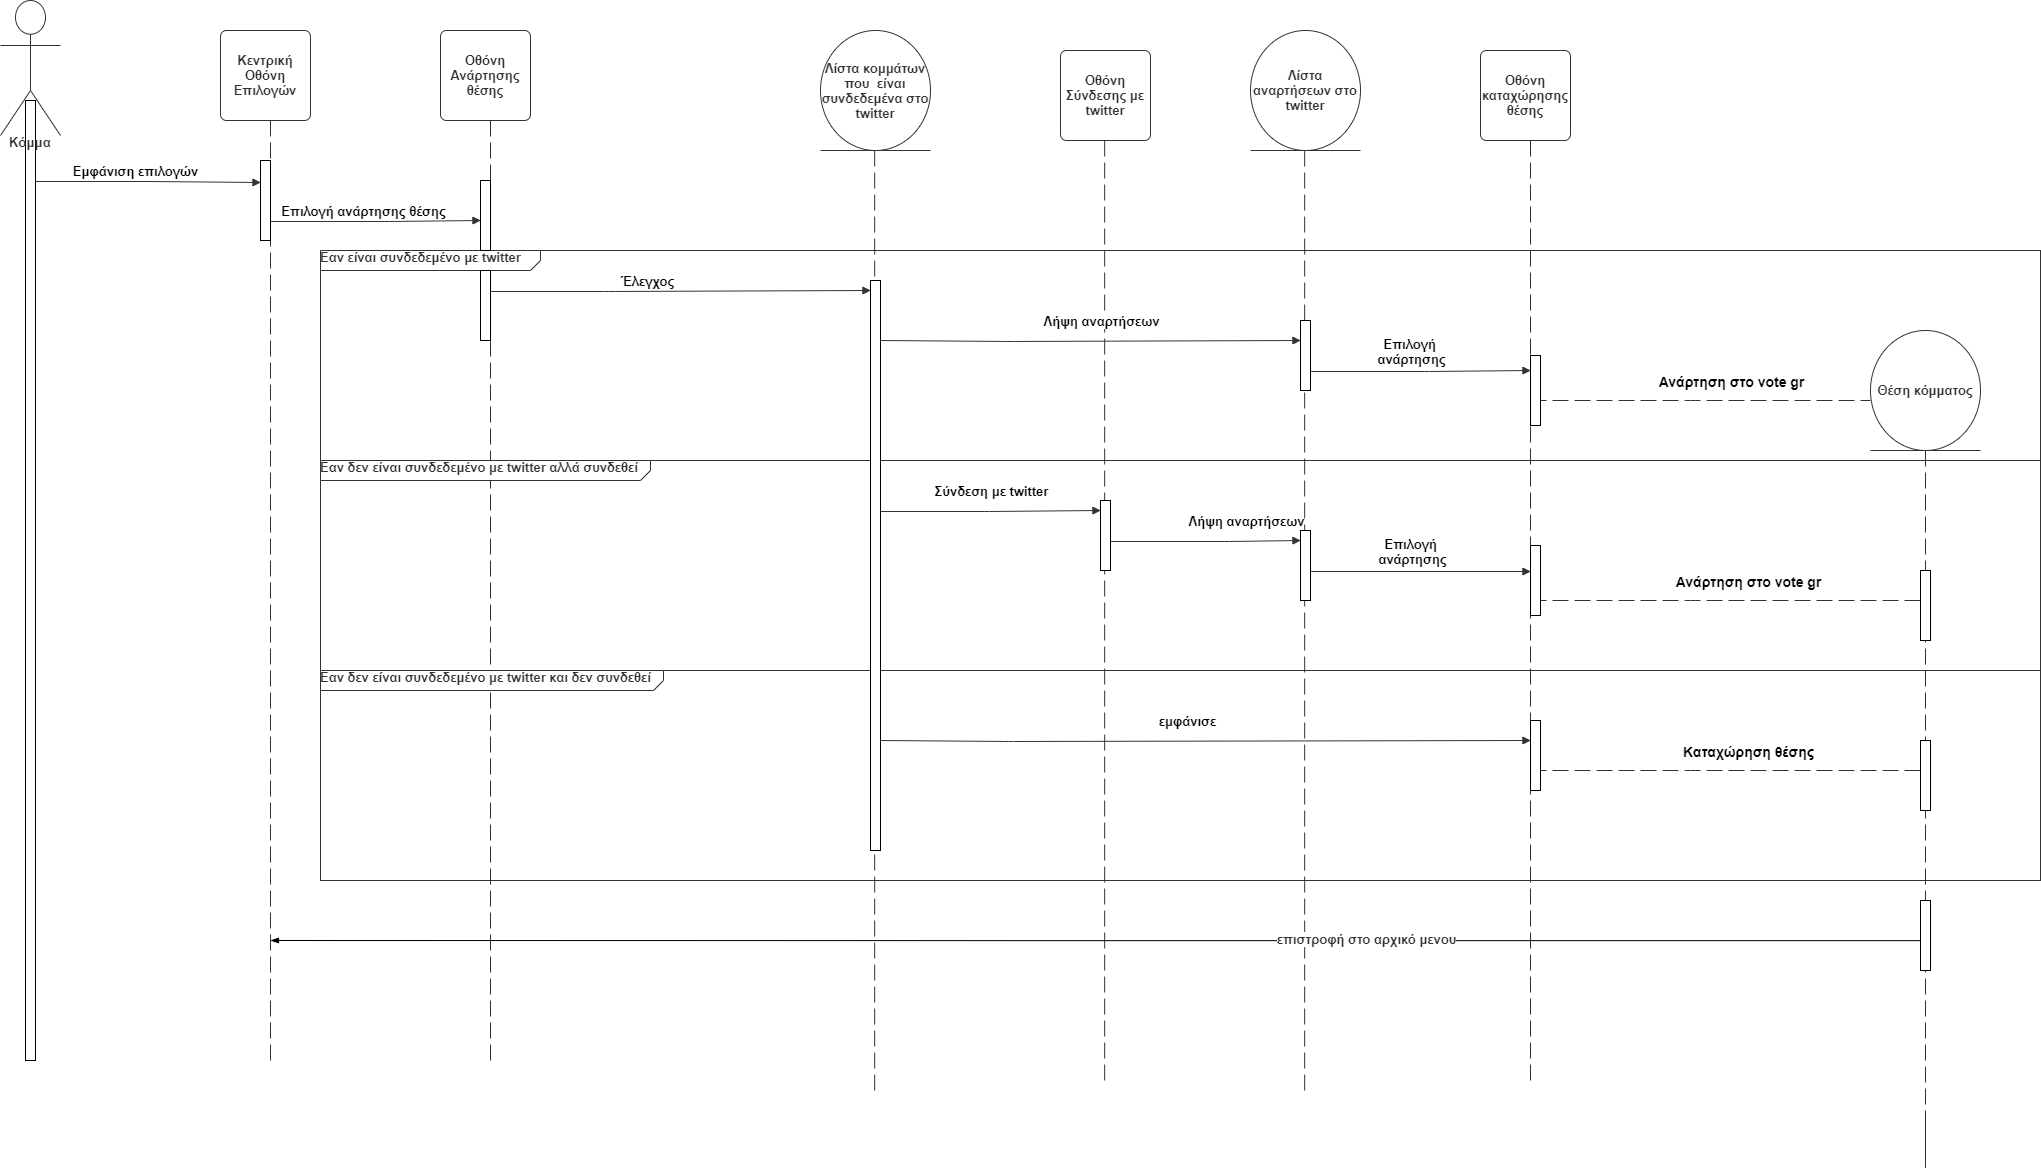 Κόμμα
Κεντρική
Οθόνη
Επιλογών
Οθόνη
Ανάρτησης
θέσης
Λίστα κομμάτων
που είναι
συνδεδεμένα στο
twitter
Οθόνη
Σύνδεσης με
twitter
Λίστα
αναρτήσεων στο
twitter
Οθόνη
καταχώρησης
θέσης
Εμφάνιση επιλογών
Επιλογή ανάρτησης θέσης
Εαν είναι συνδεδεμένο με twitter
Έλεγχος
Λήψη αναρτήσεων
Επιλογή
ανάρτησης
Ανάρτηση στο vote gr
Θέση κόμματος
Εαν δεν είναι συνδεδεμένο με twitter αλλά συνδεθεί
Σύνδεση με twitter
Λήψη αναρτήσεων
Επιλογή
ανάρτησης
Ανάρτηση στο vote gr
Εαν δεν είναι συνδεδεμένο με twitter και δεν συνδεθεί
εμφάνισε
Καταχώρηση θέσης
επιστροφή στο αρχικό μενου